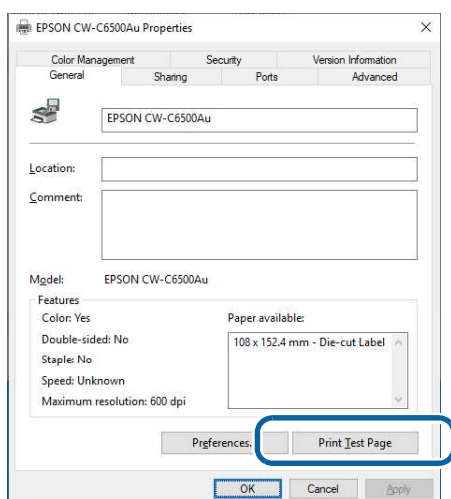 EPSON CW-C6500Au Properties
Color Management Security Version Information
General Sharing Ports Advanced
EPSON CW-C6500Au
Location:
Comment:
Model: EPSON CW-C6500Au
Features
Color: Yes Paper available:
Double-sided: No 108 x 152.4 mm - Die-cut Label
Staple: No
Speed: Unknown
Maximum resolution: 600 dpi
Preferences. Print Test Page
OK Cancel Apply